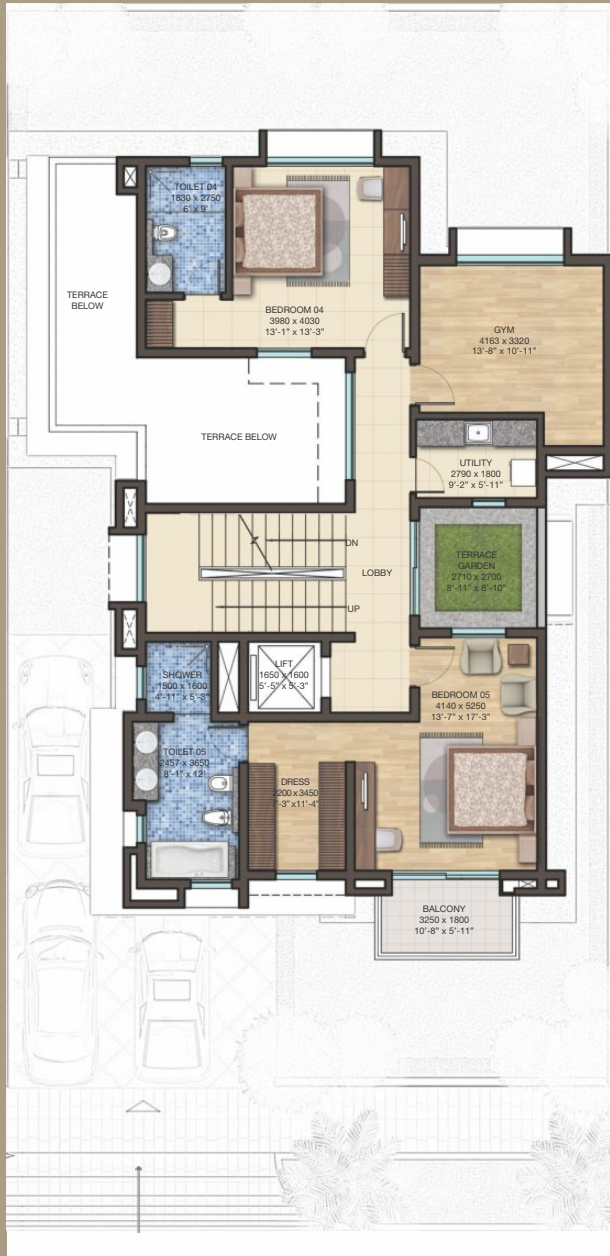 TOILET 04
1830 x 2750
6' x 9'
TERRACE
BELOW
BEDROOM 04
3980 x 4030
13'-1" x 13'-3"
GYM
4163 x 3320
13'-8" x 10'-11"
TERRACE BELOW
UTILITY
2790 x 1800
9'-2" x 5'-11"
DN
LOBBY
TERRACE
GARDEN
2710 x 2700
8'-11" x 8'-10"
UP
SHOWER
1500 x 1600
4'-11" x 5'-3"
LIFT
1650 x 1600
5'-5" x 5'-3"
BEDROOM 05
4140 x 5250
13'-7" x 17'-3"
TOILET 05
2457 x 3650
8'-1" x 12'
DRESS
2200 x 3450
7'-3" x 11'-4"
BALCONY
3250 x 1800
10'-8" x 5'-11"